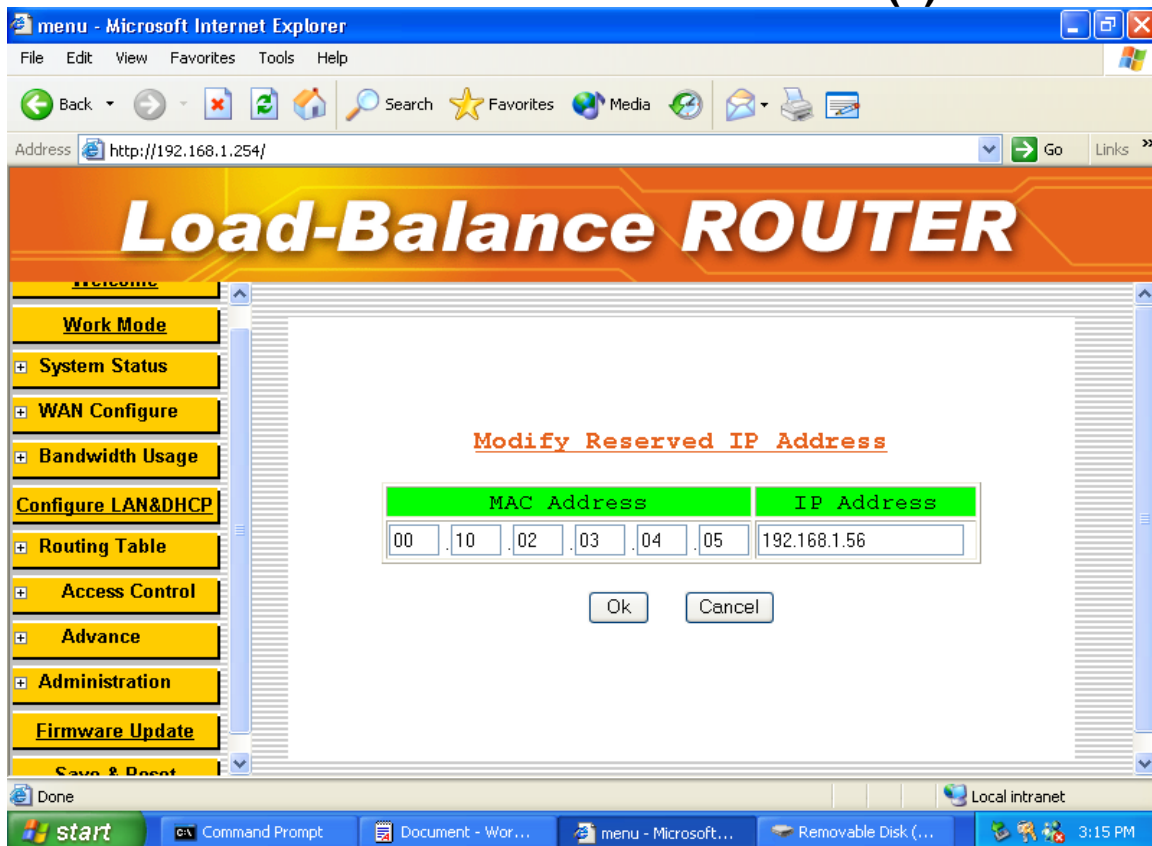 menu - Microsoft Internet Explorer
File Edit View Favorites Tools Help
Back Search Favorites Media
Address http://192.168.1.254/ Go Links »
Load-Balance ROUTER
Welcome
Work Mode
System Status
WAN Configure
Bandwidth Usage
Configure LAN&DHCP
Routing Table
Access Control
Advance
Administration
Firmware Update
Save & Reset
Modify Reserved IP Address
MAC Address IP Address
00 .10 .02 .03 .04 .05 192.168.1.56
Ok Cancel
Done Local intranet
start Command Prompt Document - Wor... menu - Microsoft... Removable Disk (... 3:15 PM